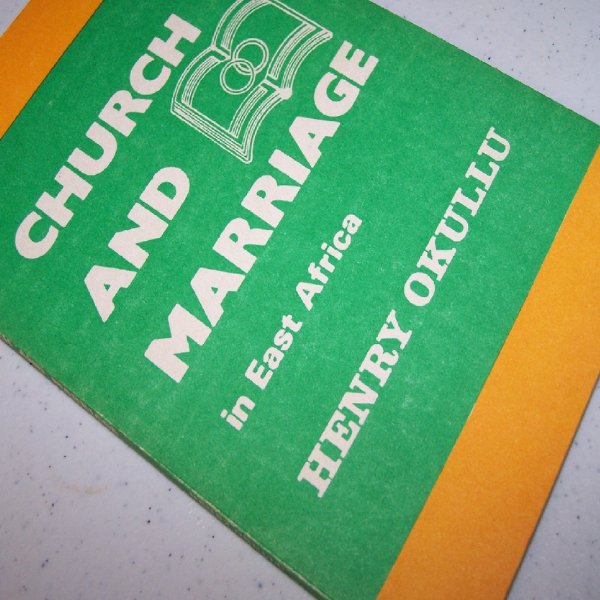 CHURCH
AND
MARRIAGE
in East Africa
HENRY OKULLU